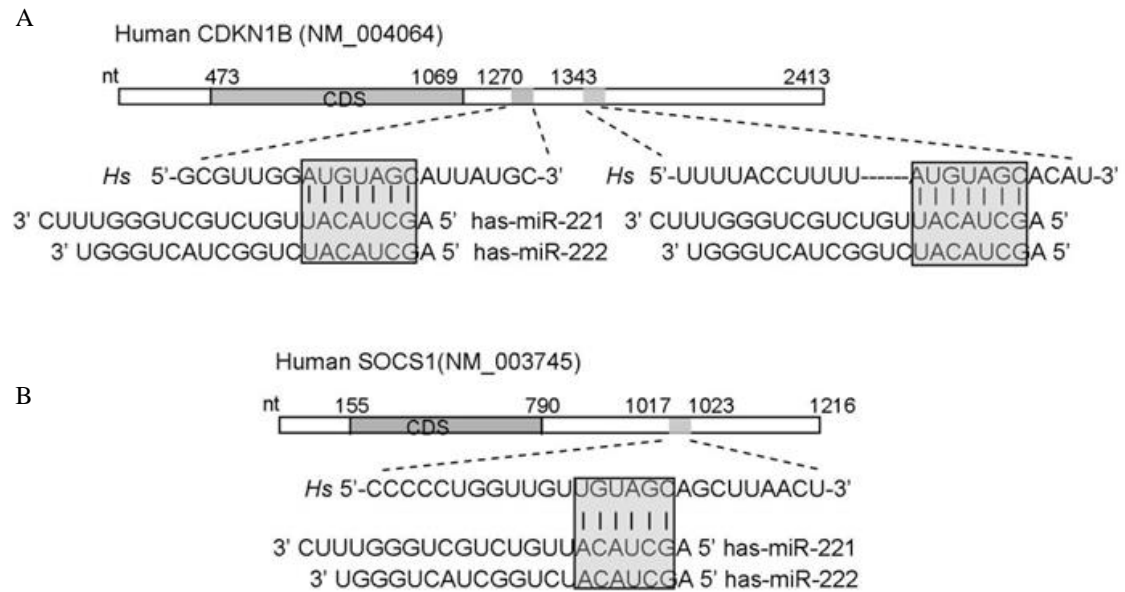 A
Human CDKN1B (NM_004064)
nt 473 1069 1270 1343 2413
CDS
Hs 5'-GCGUUGGAUGUAGCAUUAUGC-3' Hs 5'-UUUUACCUUUU-----AUGUAGCACAU-3'
3' CUUUGGGUCGUCUGUUACAUCGA 5' has-miR-221 3' CUUUGGGUCGUCUGUUACAUCGA 5'
3' UGGGUCAUCGGUCUACAUCGA 5' has-miR-222 3' UGGGUCAUCGGUCUACAUCGA 5'
Human SOCS1(NM_003745)
B
nt 155 790 1017 1023 1216
CDS
Hs 5'-CCCCCUGGUUGUUGUAGCAGCUUAACU-3'
3' CUUUGGGUCGUCUGUUACAUCGA 5' has-miR-221
3' UGGGUCAUCGGUCUACAUCGA 5' has-miR-222